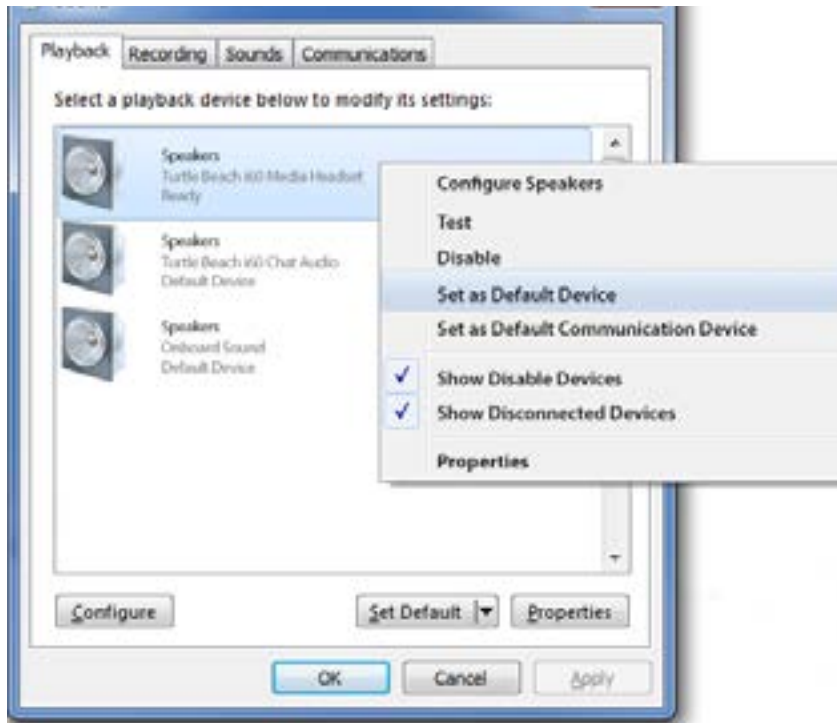 Playback Recording Sounds Communications
Select a playback device below to modify its settings:
Speakers
Turtle Beach i60 Media Headset
Ready
Speakers
Turtle Beach i60 Chat Audio
Default Device
Speakers
Onboard Sound
Default Device
Configure Speakers
Test
Disable
Set as Default Device
Set as Default Communication Device
Show Disable Devices
Show Disconnected Devices
Properties
Configure Set Default Properties
OK Cancel Apply